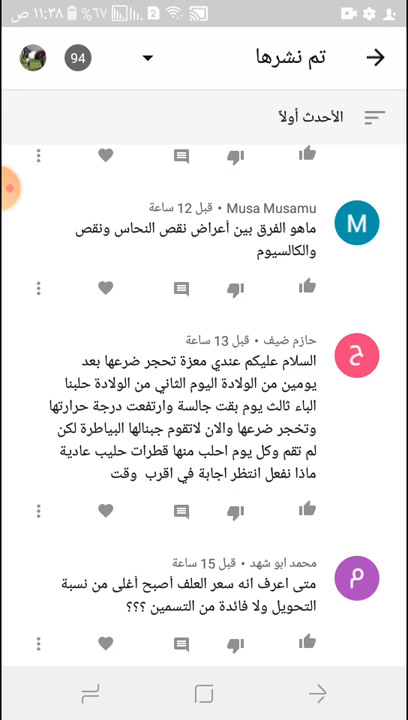 ١١:٣٨ ص
٦٧%
2
تم نشرها
94
الأحدث أولاً
Musa Musamu • قبل 12 ساعة
M
ماهو الفرق بين أعراض نقص النحاس ونقص
والكالسيوم
حازم ضيف • قبل 13 ساعة
ح
السلام عليكم عندي معزة تحجر ضرعها بعد
يومين من الولادة اليوم الثاني من الولادة حلبنا
الباء ثالث يوم بقت جالسة وارتفعت درجة حرارتها
وتخجر ضرعها والان لاتقوم جبنالها البياطرة لكن
لم تقم وكل يوم احلب منها قطرات حليب عادية
ماذا نفعل انتظر اجابة في اقرب وقت
محمد ابو شهد • قبل 15 ساعة
م
متى اعرف انه سعر العلف أصبح أغلى من نسبة
التحويل ولا فائدة من التسمين ؟؟؟